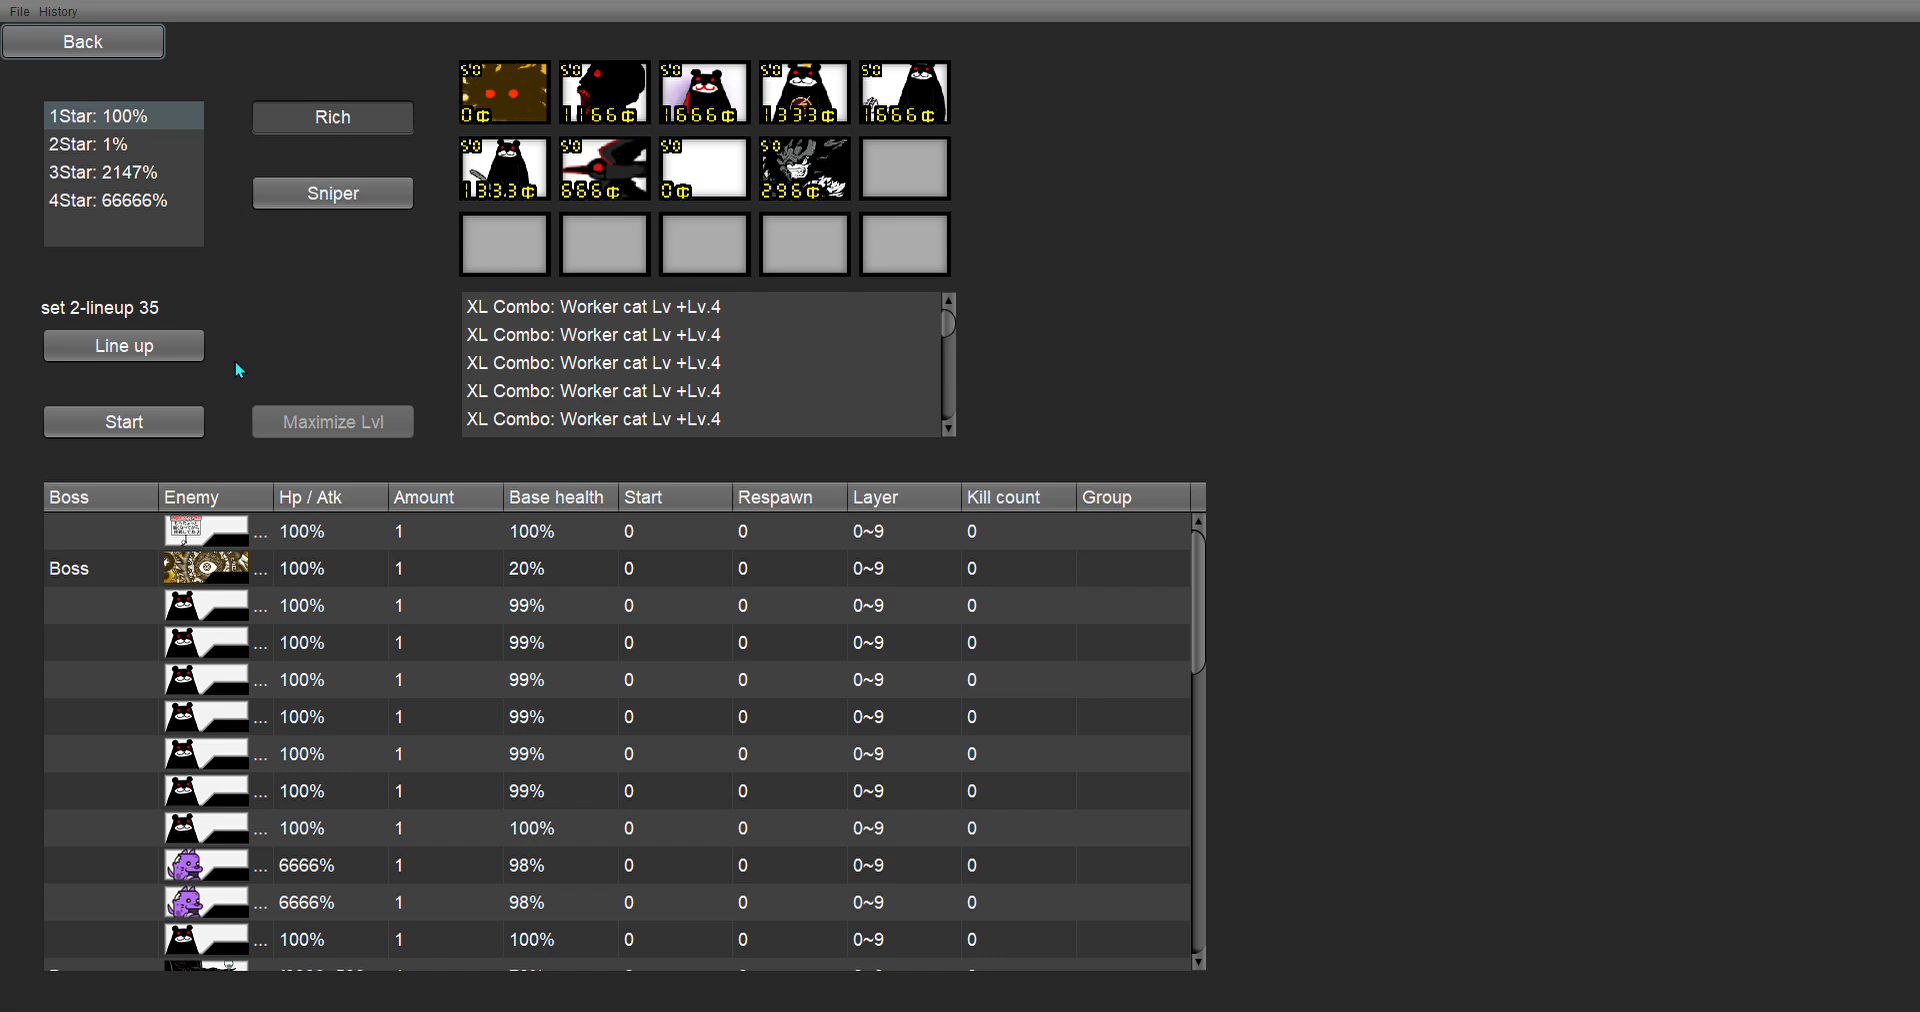 File History
Back
1Star: 100%
2Star: 1%
3Star: 2147%
4Star: 66666%
Rich
Sniper
set 2-lineup 35
Line up
Start
Maximize Lvl
0¢
1166¢
1666¢
1333¢
1666¢
1333¢
666¢
0¢
296¢
XL Combo: Worker cat Lv +Lv.4
XL Combo: Worker cat Lv +Lv.4
XL Combo: Worker cat Lv +Lv.4
XL Combo: Worker cat Lv +Lv.4
XL Combo: Worker cat Lv +Lv.4
Boss Enemy Hp / Atk Amount Base health Start Respawn Layer Kill count Group
... 100% 1 100% 0 0 0~9 0
Boss ... 100% 1 20% 0 0 0~9 0
... 100% 1 99% 0 0 0~9 0
... 100% 1 99% 0 0 0~9 0
... 100% 1 99% 0 0 0~9 0
... 100% 1 99% 0 0 0~9 0
... 100% 1 99% 0 0 0~9 0
... 100% 1 99% 0 0 0~9 0
... 100% 1 100% 0 0 0~9 0
... 6666% 1 98% 0 0 0~9 0
... 6666% 1 98% 0 0 0~9 0
... 100% 1 100% 0 0 0~9 0